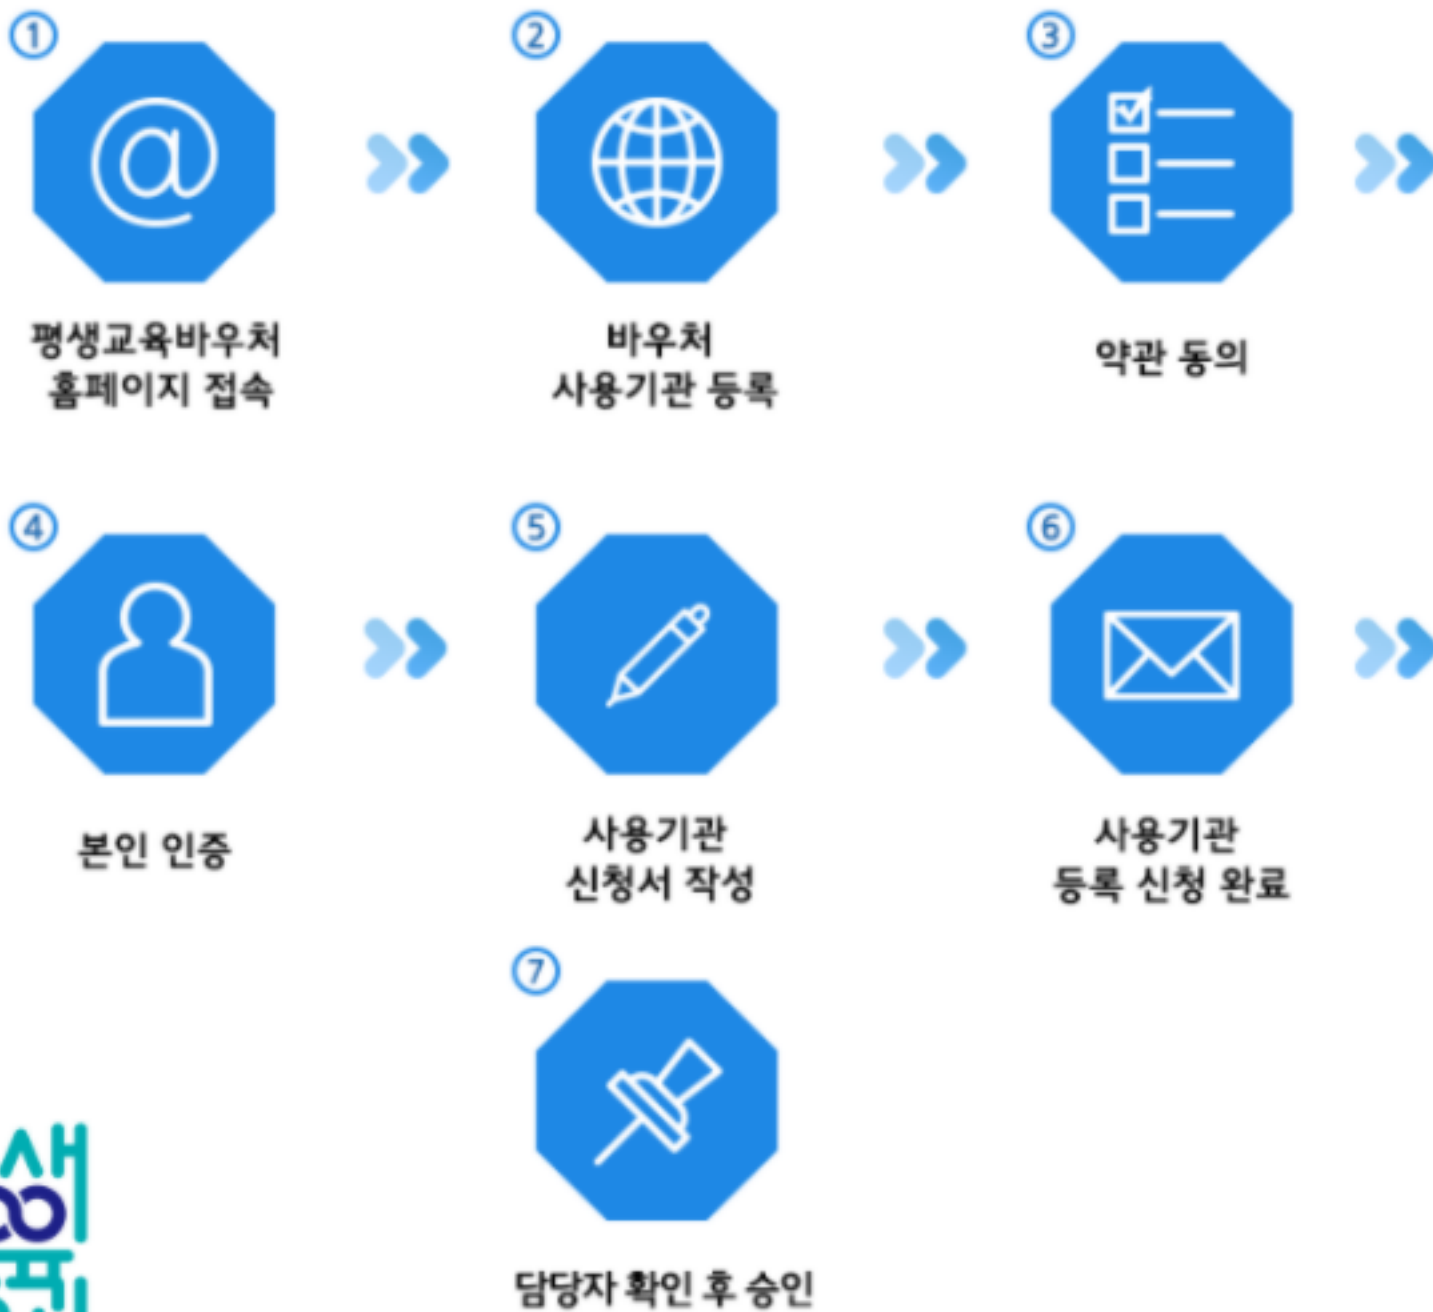 ①
평생교육바우처
홈페이지 접속
②
바우처
사용기관 등록
③
약관 동의
④
본인 인증
⑤
사용기관
신청서 작성
⑥
사용기관
등록 신청 완료
⑦
담당자 확인 후 승인
생